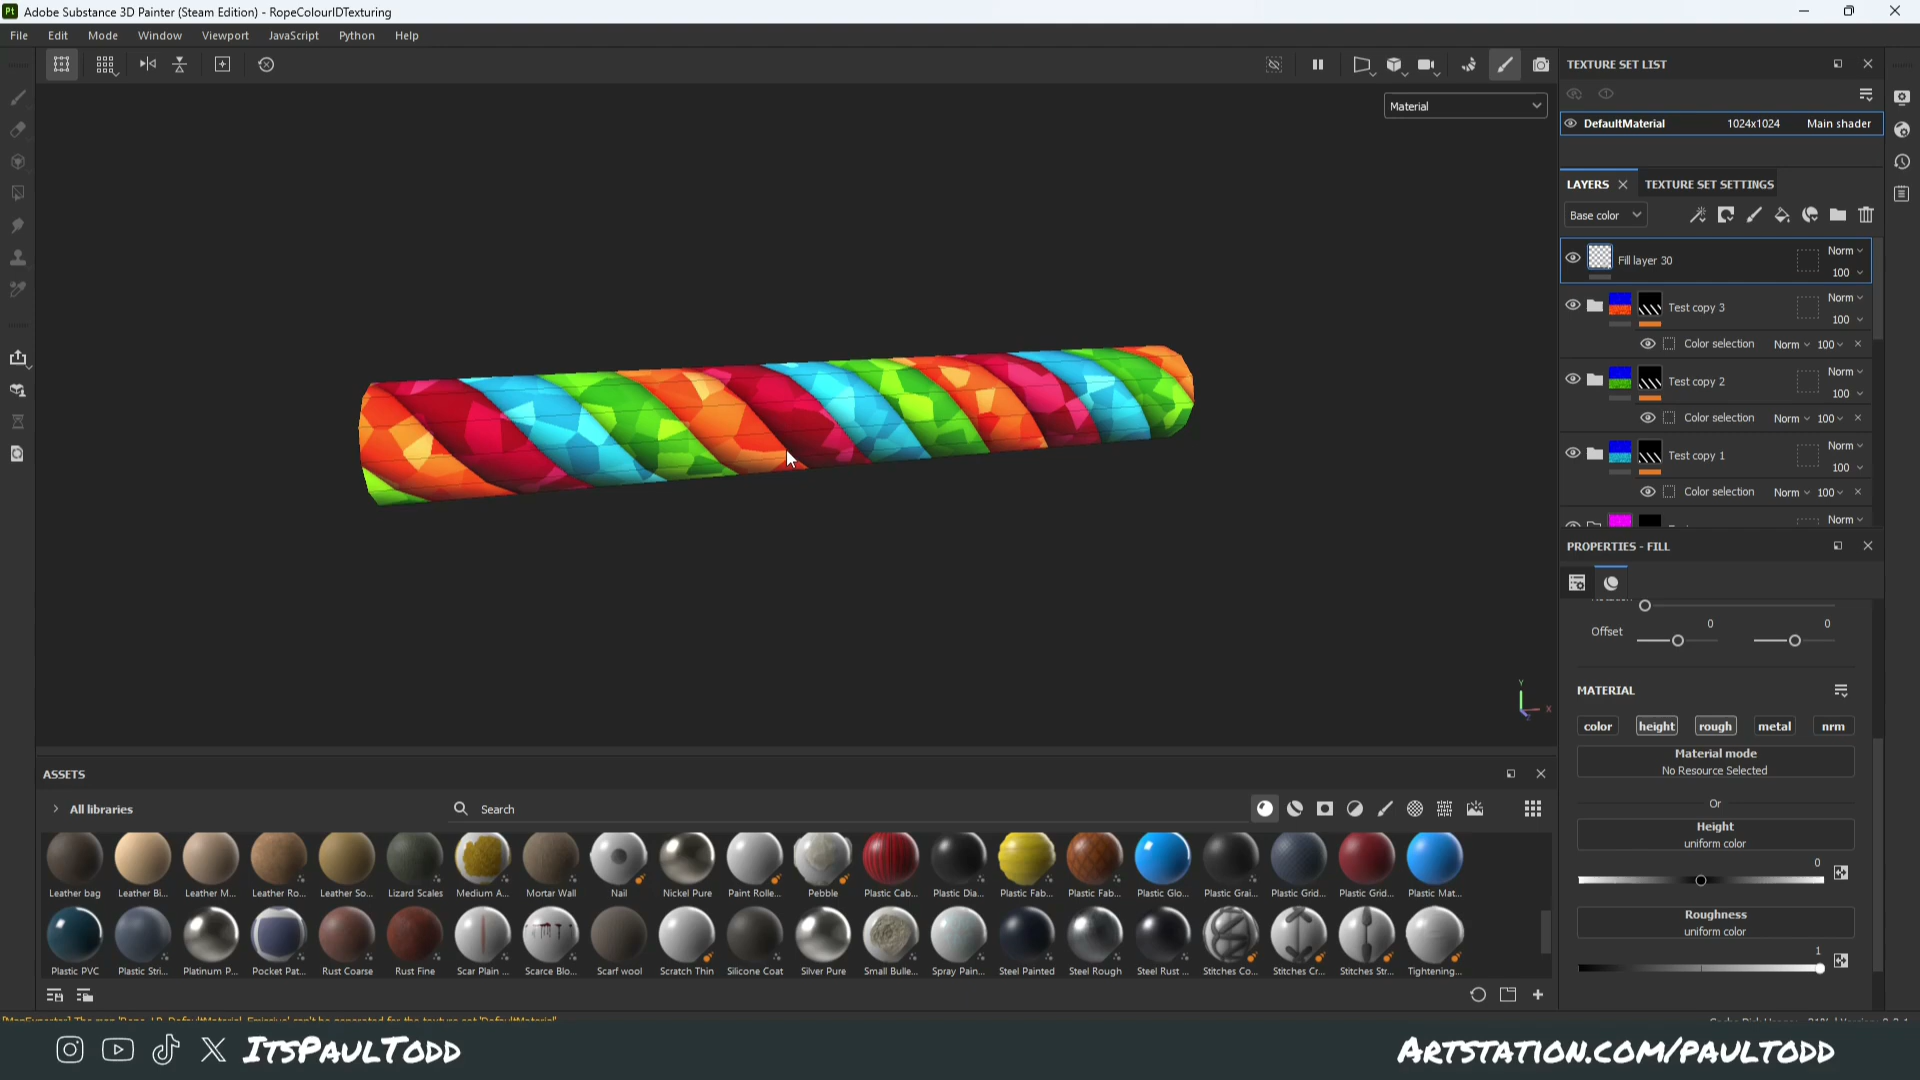 Pt Adobe Substance 3D Painter (Steam Edition) - RopeColourIDTexturing
File Edit Mode Window Viewport JavaScript Python Help
Material
TEXTURE SET LIST
DefaultMaterial 1024x1024 Main shader
LAYERS TEXTURE SET SETTINGS
Base color
Fill layer 30 Norm 100
Test copy 3 Norm 100
Color selection Norm 100
Test copy 2 Norm 100
Color selection Norm 100
Test copy 1 Norm 100
Color selection Norm 100
Norm
PROPERTIES - FILL
Offset 0 0
MATERIAL
color height rough metal nrm
Material mode
No Resource Selected
Or
Height
uniform color
0
Roughness
uniform color
1
Y
X
ASSETS
All libraries Search
Leather bag Leather Bi... Leather M... Leather Ro... Leather So... Lizard Scales Medium A... Mortar Wall Nail Nickel Pure Paint Rolle... Pebble Plastic Cab... Plastic Dia... Plastic Fab... Plastic Fab... Plastic Glo... Plastic Grai... Plastic Grid... Plastic Grid... Plastic Mat...
Plastic PVC Plastic Stri... Platinum P... Pocket Pat... Rust Coarse Rust Fine Scar Plain ... Scarce Blo... Scarf wool Scratch Thin Silicone Coat Silver Pure Small Bulle... Spray Pain... Steel Painted Steel Rough Steel Rust ... Stitches Co... Stitches Cr... Stitches Str... Tightening...
ItsPaulTodd
Artstation.com/paultodd